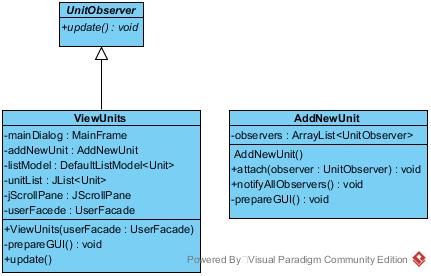 UnitObserver
+update() : void
ViewUnits
-mainDialog : MainFrame
-addNewUnit : AddNewUnit
-listModel : DefaultListModel<Unit>
-unitList : JList<Unit>
-jScrollPane : JScrollPane
-userFacede : UserFacade
+ViewUnits(userFacade : UserFacade)
-prepareGUI() : void
+update()
AddNewUnit
-observers : ArrayList<UnitObserver>
AddNewUnit()
+attach(observer : UnitObserver) : void
+notifyAllObservers() : void
-prepareGUI() : void
Powered By Visual Paradigm Community Edition